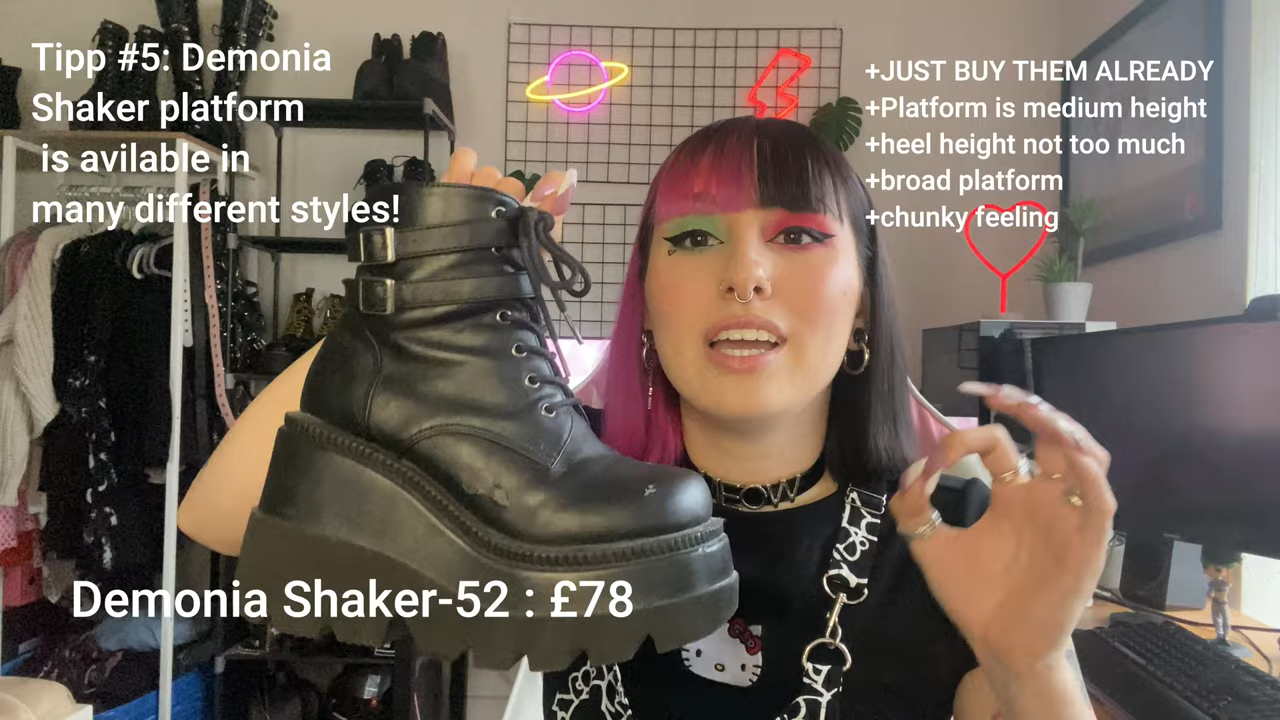 Tipp #5: Demonia
Shaker platform
is avilable in
many different styles!
+JUST BUY THEM ALREADY
+Platform is medium height
+heel height not too much
+broad platform
+chunky feeling
EOW
Demonia Shaker-52 : £78